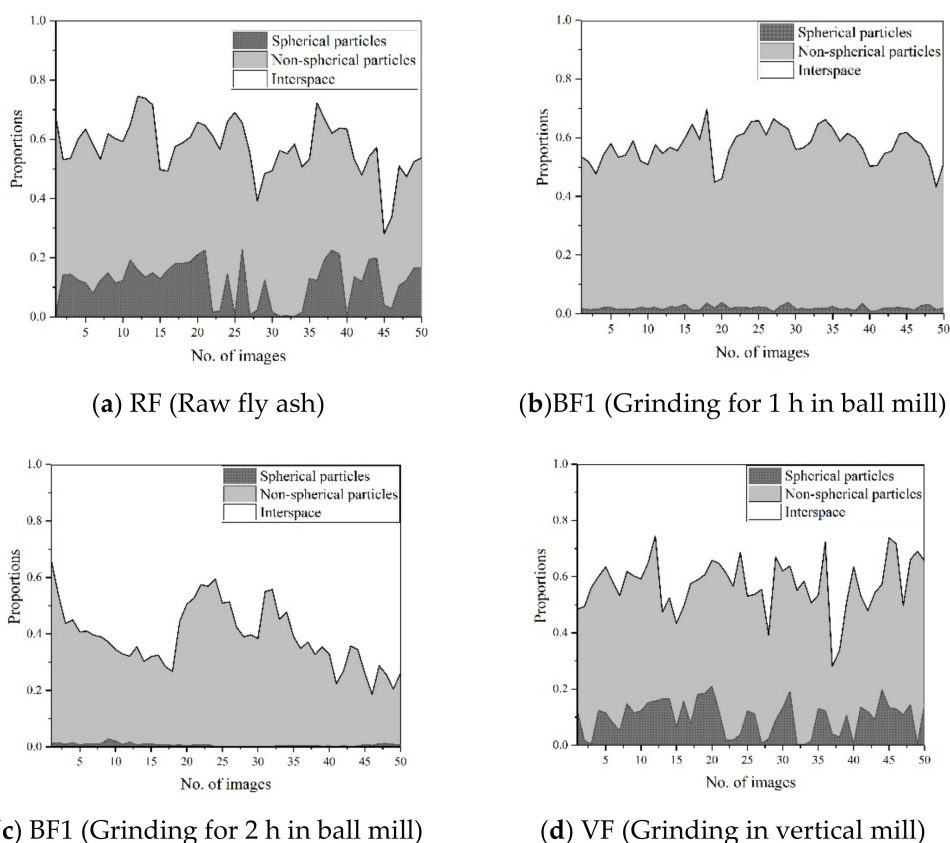 1.0
0.8
0.6
0.4
0.2
0.0
Proportions
Spherical particles
Non-spherical particles
Interspace
5 10 15 20 25 30 35 40 45 50
No. of images
(a) RF (Raw fly ash)
1.0
0.8
0.6
0.4
0.2
0.0
Proportions
Spherical particles
Non-spherical particles
Interspace
5 10 15 20 25 30 35 40 45 50
No. of images
(b)BF1 (Grinding for 1 h in ball mill)
1.0
0.8
0.6
0.4
0.2
0.0
Proportions
Spherical particles
Non-spherical particles
Interspace
5 10 15 20 25 30 35 40 45 50
No. of images
c) BF1 (Grinding for 2 h in ball mill)
1.0
0.8
0.6
0.4
0.2
0.0
Proportions
Spherical particles
Non-spherical particles
Interspace
5 10 15 20 25 30 35 40 45 50
No. of images
(d) VF (Grinding in vertical mill)